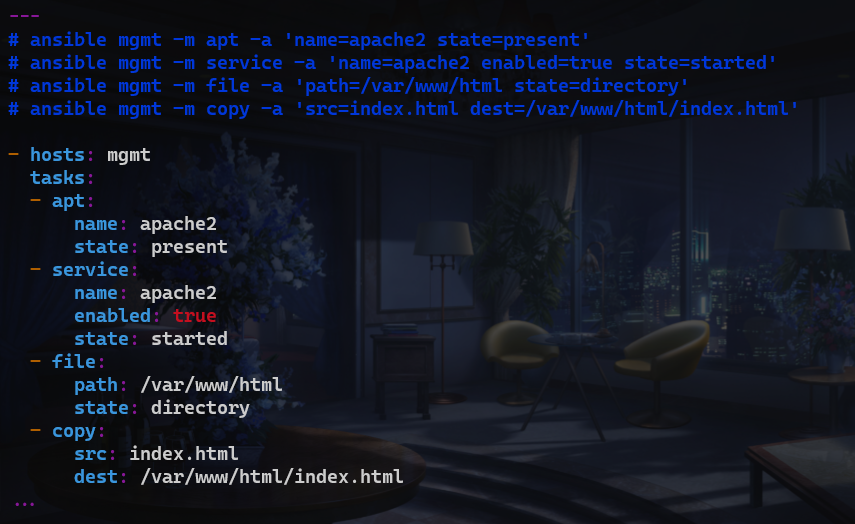 ---
# ansible mgmt -m apt -a 'name=apache2 state=present'
# ansible mgmt -m service -a 'name=apache2 enabled=true state=started'
# ansible mgmt -m file -a 'path=/var/www/html state=directory'
# ansible mgmt -m copy -a 'src=index.html dest=/var/www/html/index.html'

- hosts: mgmt
  tasks:
  - apt:
      name: apache2
      state: present
  - service:
      name: apache2
      enabled: true
      state: started
  - file:
      path: /var/www/html
      state: directory
  - copy:
      src: index.html
      dest: /var/www/html/index.html
...